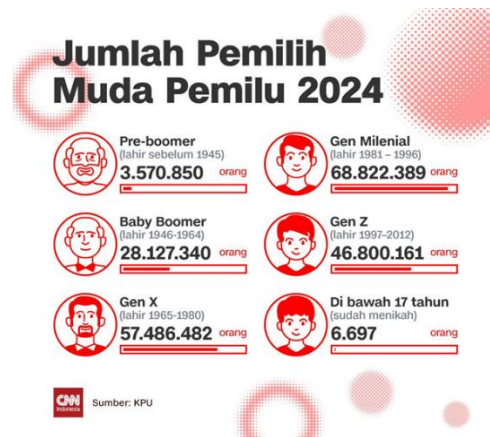 Jumlah Pemilih
Muda Pemilu 2024
Pre-boomer
(lahir sebelum 1945)
3.570.850 orang
Baby Boomer
(lahir 1946-1964)
28.127.340 orang
Gen X
(lahir 1965-1980)
57.486.482 orang
Gen Milenial
(lahir 1981 – 1996)
68.822.389 orang
Gen Z
(lahir 1997-2012)
46.800.161 orang
Di bawah 17 tahun
(sudah menikah)
6.697 orang
CNN
Indonesia
Sumber: KPU